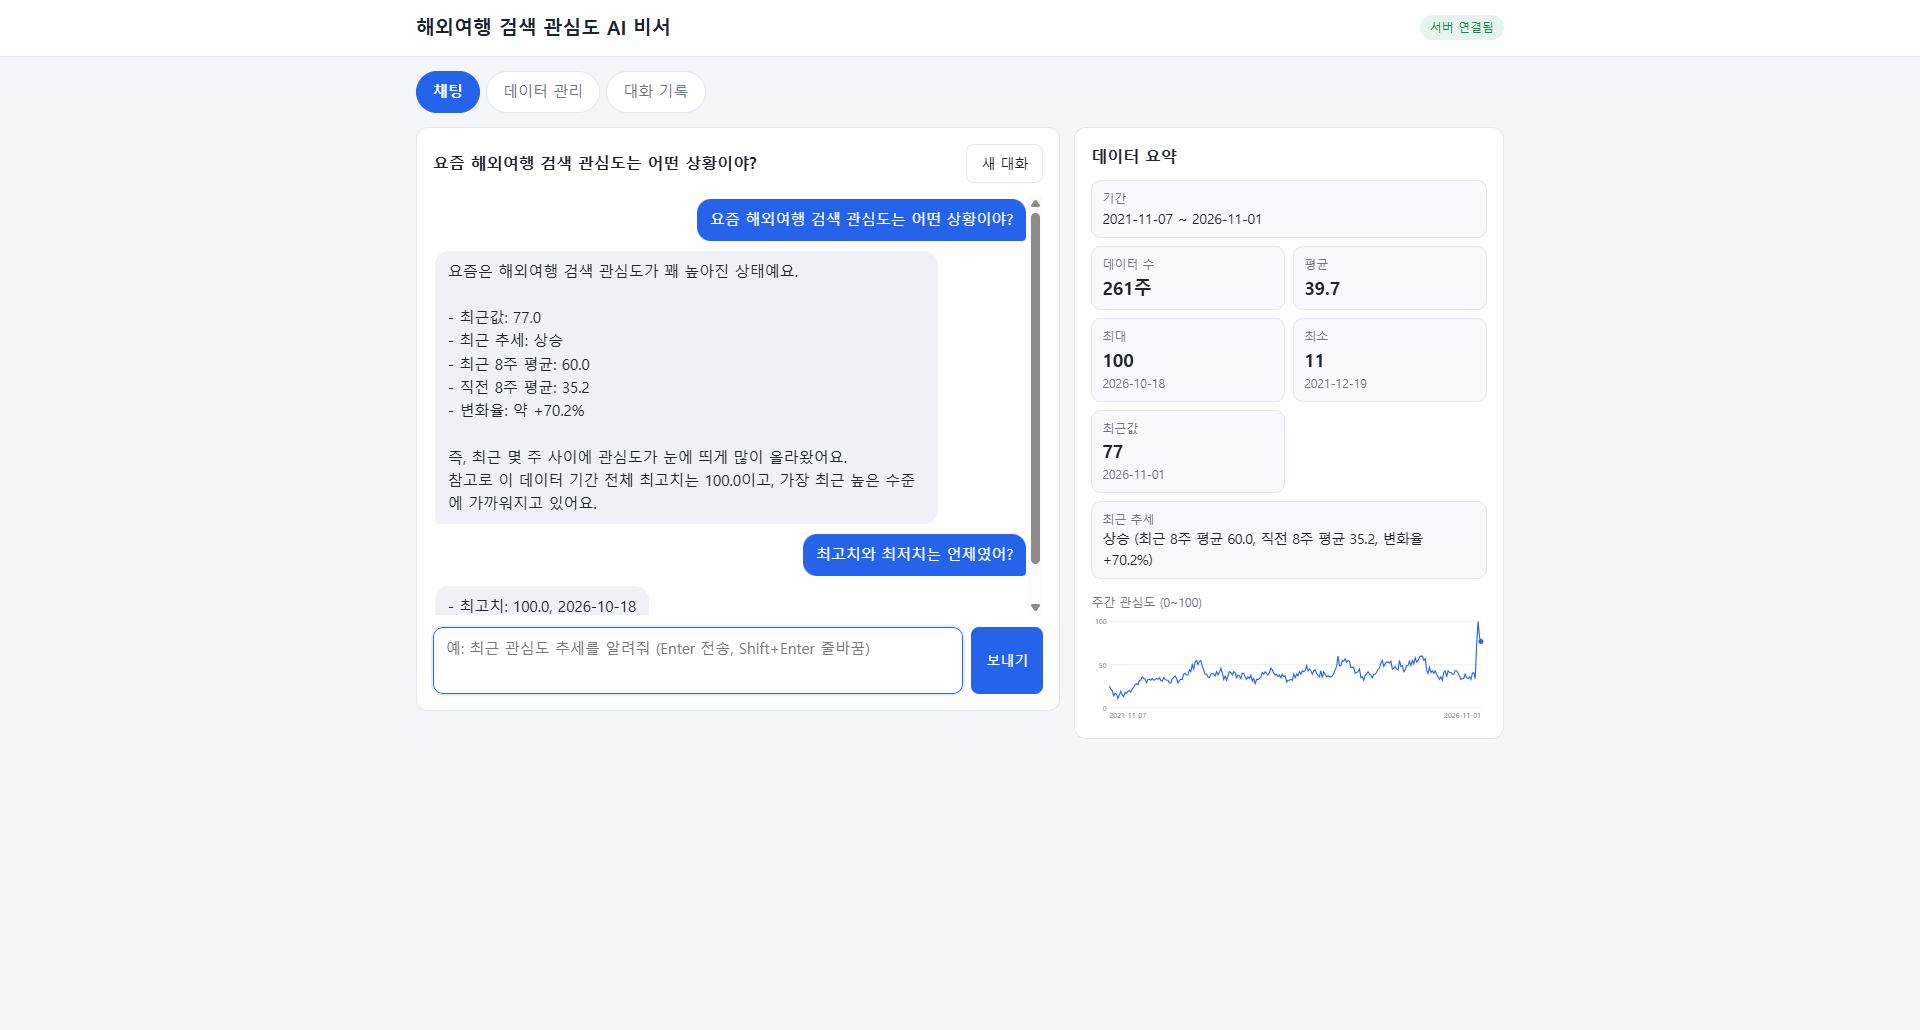 해외여행 검색 관심도 AI 비서
서버 연결됨
채팅
데이터 관리
대화 기록
요즘 해외여행 검색 관심도는 어떤 상황이야?
새 대화
요즘 해외여행 검색 관심도는 어떤 상황이야?
요즘은 해외여행 검색 관심도가 꽤 높아진 상태예요.
- 최근값: 77.0
- 최근 추세: 상승
- 최근 8주 평균: 60.0
- 직전 8주 평균: 35.2
- 변화율: 약 +70.2%
즉, 최근 몇 주 사이에 관심도가 눈에 띄게 많이 올라왔어요.
참고로 이 데이터 기간 전체 최고치는 100.0이고, 가장 최근 높은 수준
에 가까워지고 있어요.
최고치와 최저치는 언제였어?
- 최고치: 100.0, 2026-10-18
예: 최근 관심도 추세를 알려줘 (Enter 전송, Shift+Enter 줄바꿈)
보내기
데이터 요약
기간
2021-11-07 ~ 2026-11-01
데이터 수
261주
평균
39.7
최대
100
2026-10-18
최소
11
2021-12-19
최근값
77
2026-11-01
최근 추세
상승 (최근 8주 평균 60.0, 직전 8주 평균 35.2, 변화율
+70.2%)
주간 관심도 (0~100)
100
50
0
2021-11-07
2026-11-01